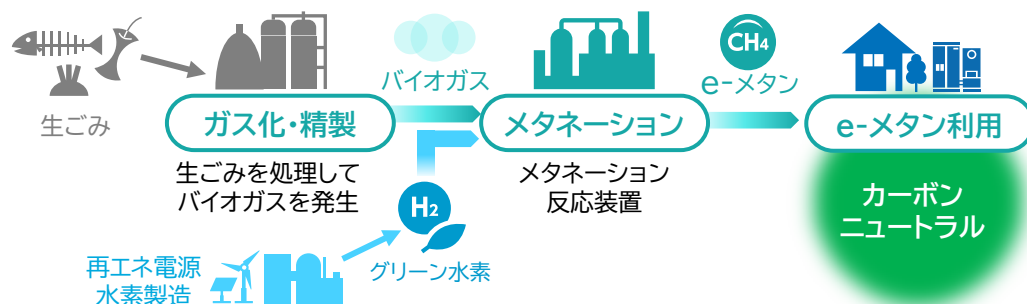 生ごみ
ガス化・精製
生ごみを処理して
バイオガスを発生
バイオガス
再エネ電源
水素製造
H₂
グリーン水素
メタネーション
メタネーション
反応装置
CH₄
e-メタン
e-メタン利用
カーボン
ニュートラル